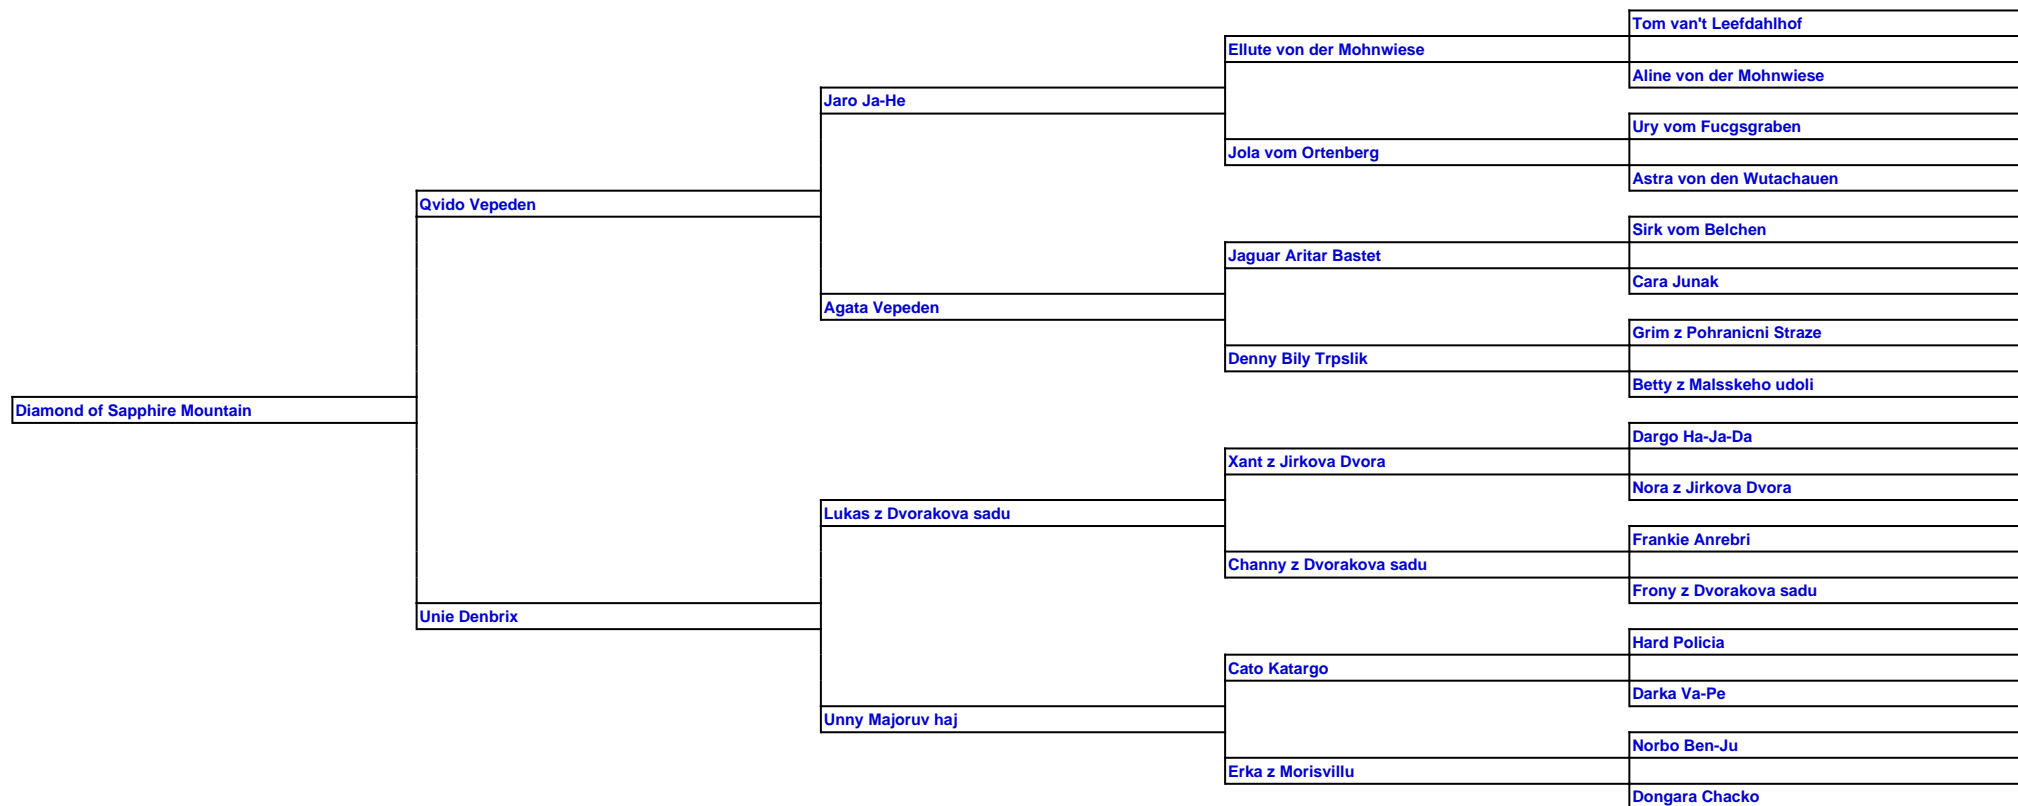 Tom van't Leefdahlhof
Ellute von der Mohnwiese
Aline von der Mohnwiese
Jaro Ja-He
Ury vom Fucgsgraben
Jola vom Ortenberg
Astra von den Wutachauen
Qvido Vepeden
Sirk vom Belchen
Jaguar Aritar Bastet
Cara Junak
Agata Vepeden
Grim z Pohranicni Straze
Denny Bily Trpslik
Betty z Malsskeho udoli
Diamond of Sapphire Mountain
Dargo Ha-Ja-Da
Xant z Jirkova Dvora
Nora z Jirkova Dvora
Lukas z Dvorakova sadu
Frankie Anrebri
Channy z Dvorakova sadu
Frony z Dvorakova sadu
Unie Denbrix
Hard Policia
Cato Katargo
Darka Va-Pe
Unny Majoruv haj
Norbo Ben-Ju
Erka z Morisvillu
Dongara Chacko